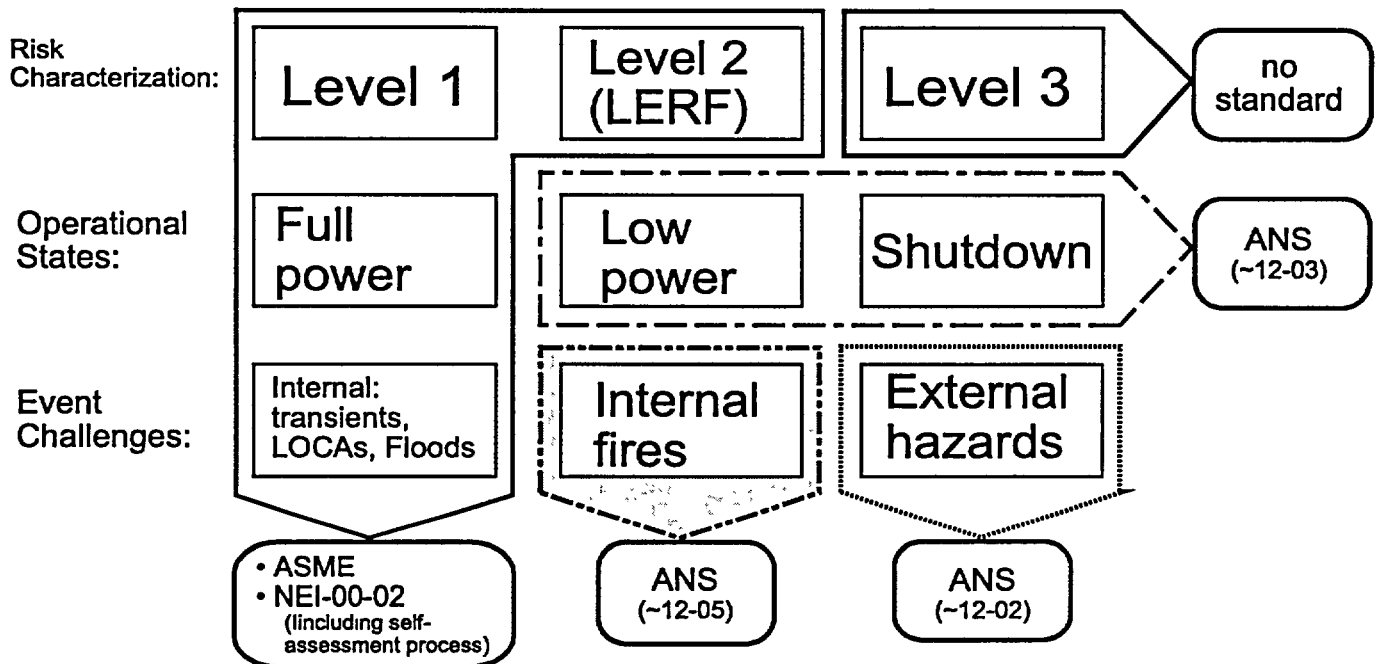 Risk
Characterization:
Level 1
Level 2
(LERF)
Level 3
no
standard
Operational
States:
Full
power
Low
power
Shutdown
ANS
(~12-03)
Event
Challenges:
Internal:
transients,
LOCAs, Floods
Internal
fires
External
hazards
• ASME
• NEI-00-02
(lincluding self-
assessment process)
ANS
(~12-05)
ANS
(~12-02)